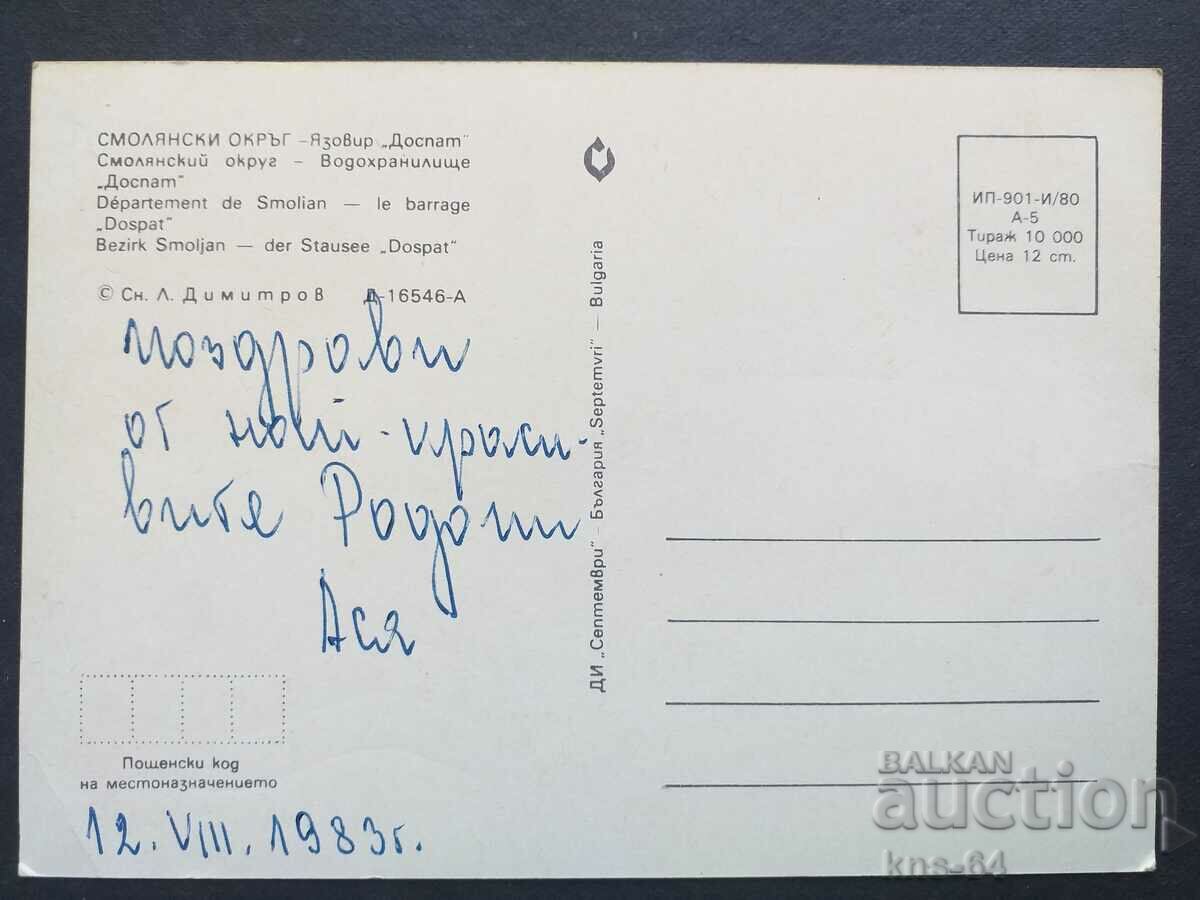 СМОЛЯНСКИ ОКРЪГ – Язовир „Доспат"
Смолянский округ – Водохранилище
„Доспат"
Département de Smolian — le barrage
„Dospat"
Bezirk Smoljan — der Stausee „Dospat"
© Сн. Л. Димитров Д-16546-А
поздрави
от най-краси-
вите Родопи
Ася
Пощенски код
на местоназначението
12. VIII. 1983г.
ДИ „Септември" – България „Septemvri" — Bulgaria
ИП-901-И/80
А-5
Тираж 10 000
Цена 12 ст.
BALKAN
auction
kns-64